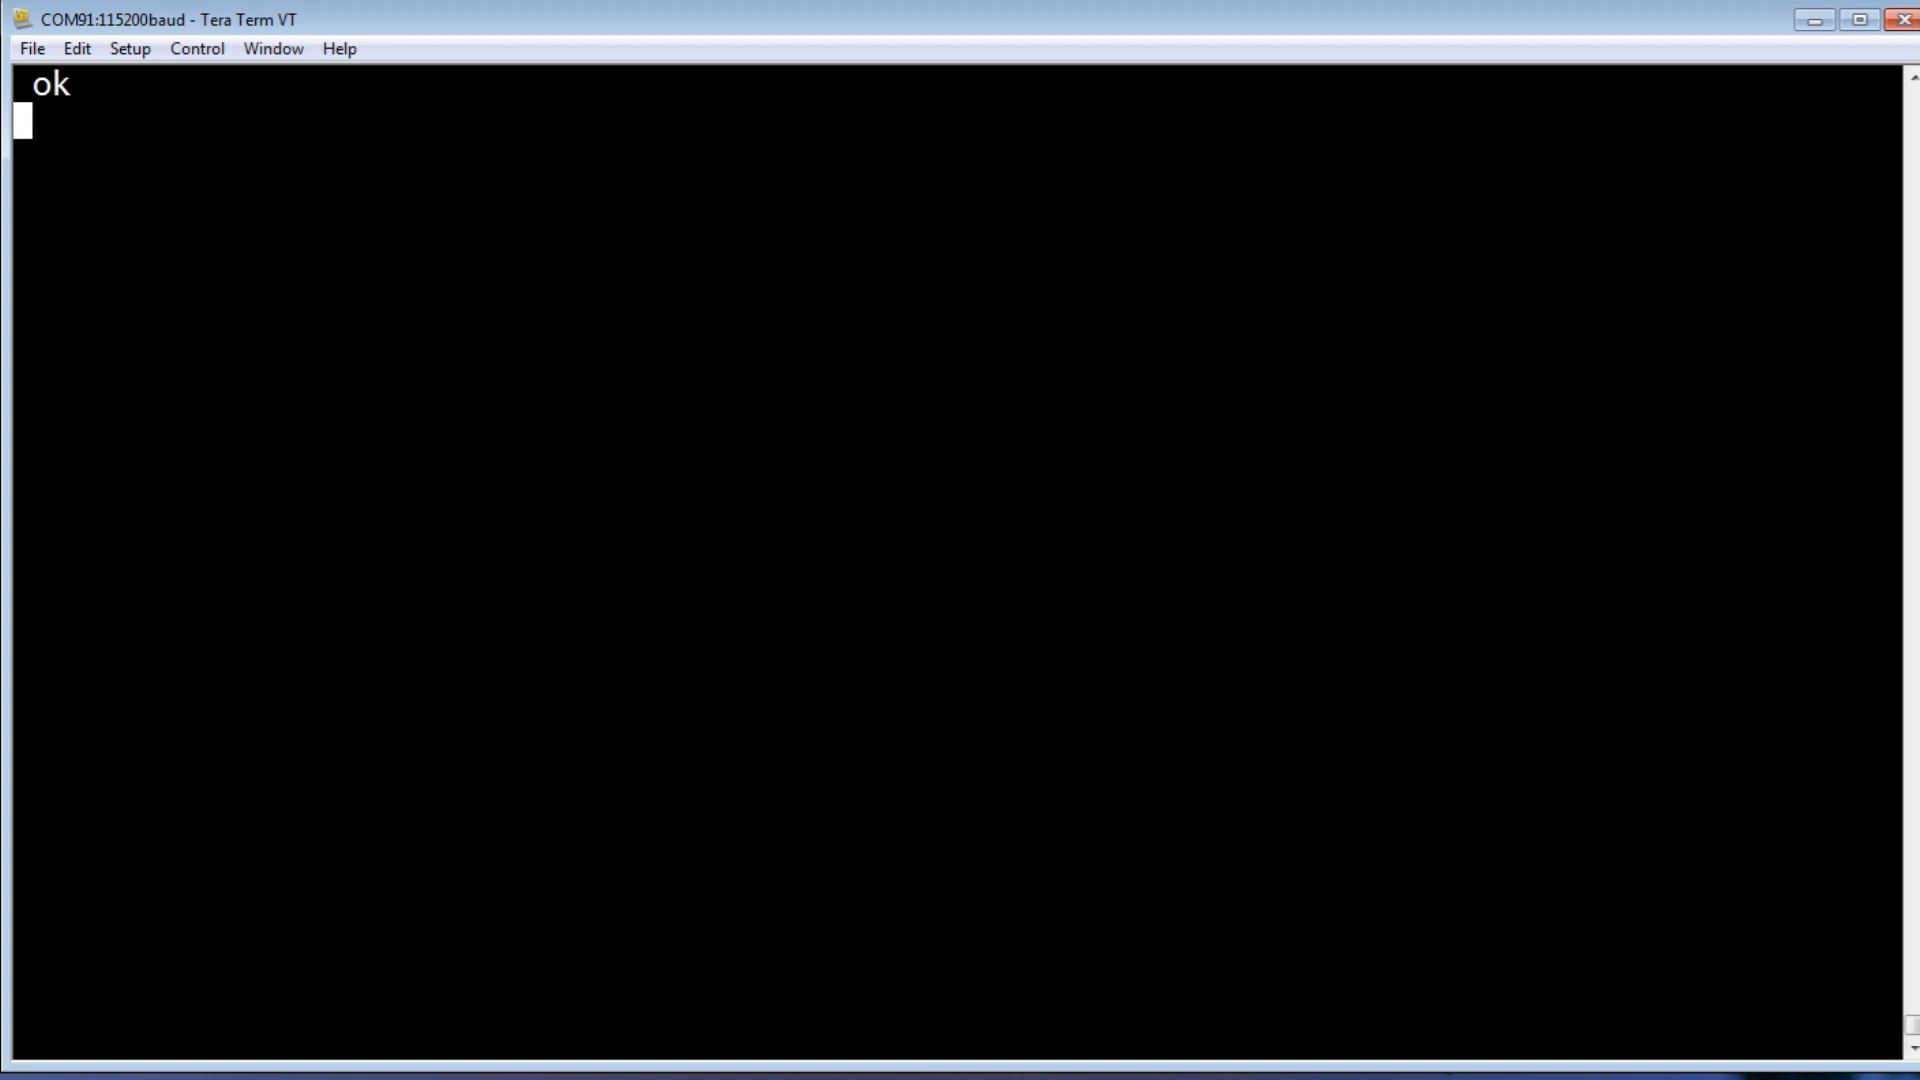 COM91:115200baud - Tera Term VT
File Edit Setup Control Window Help
ok